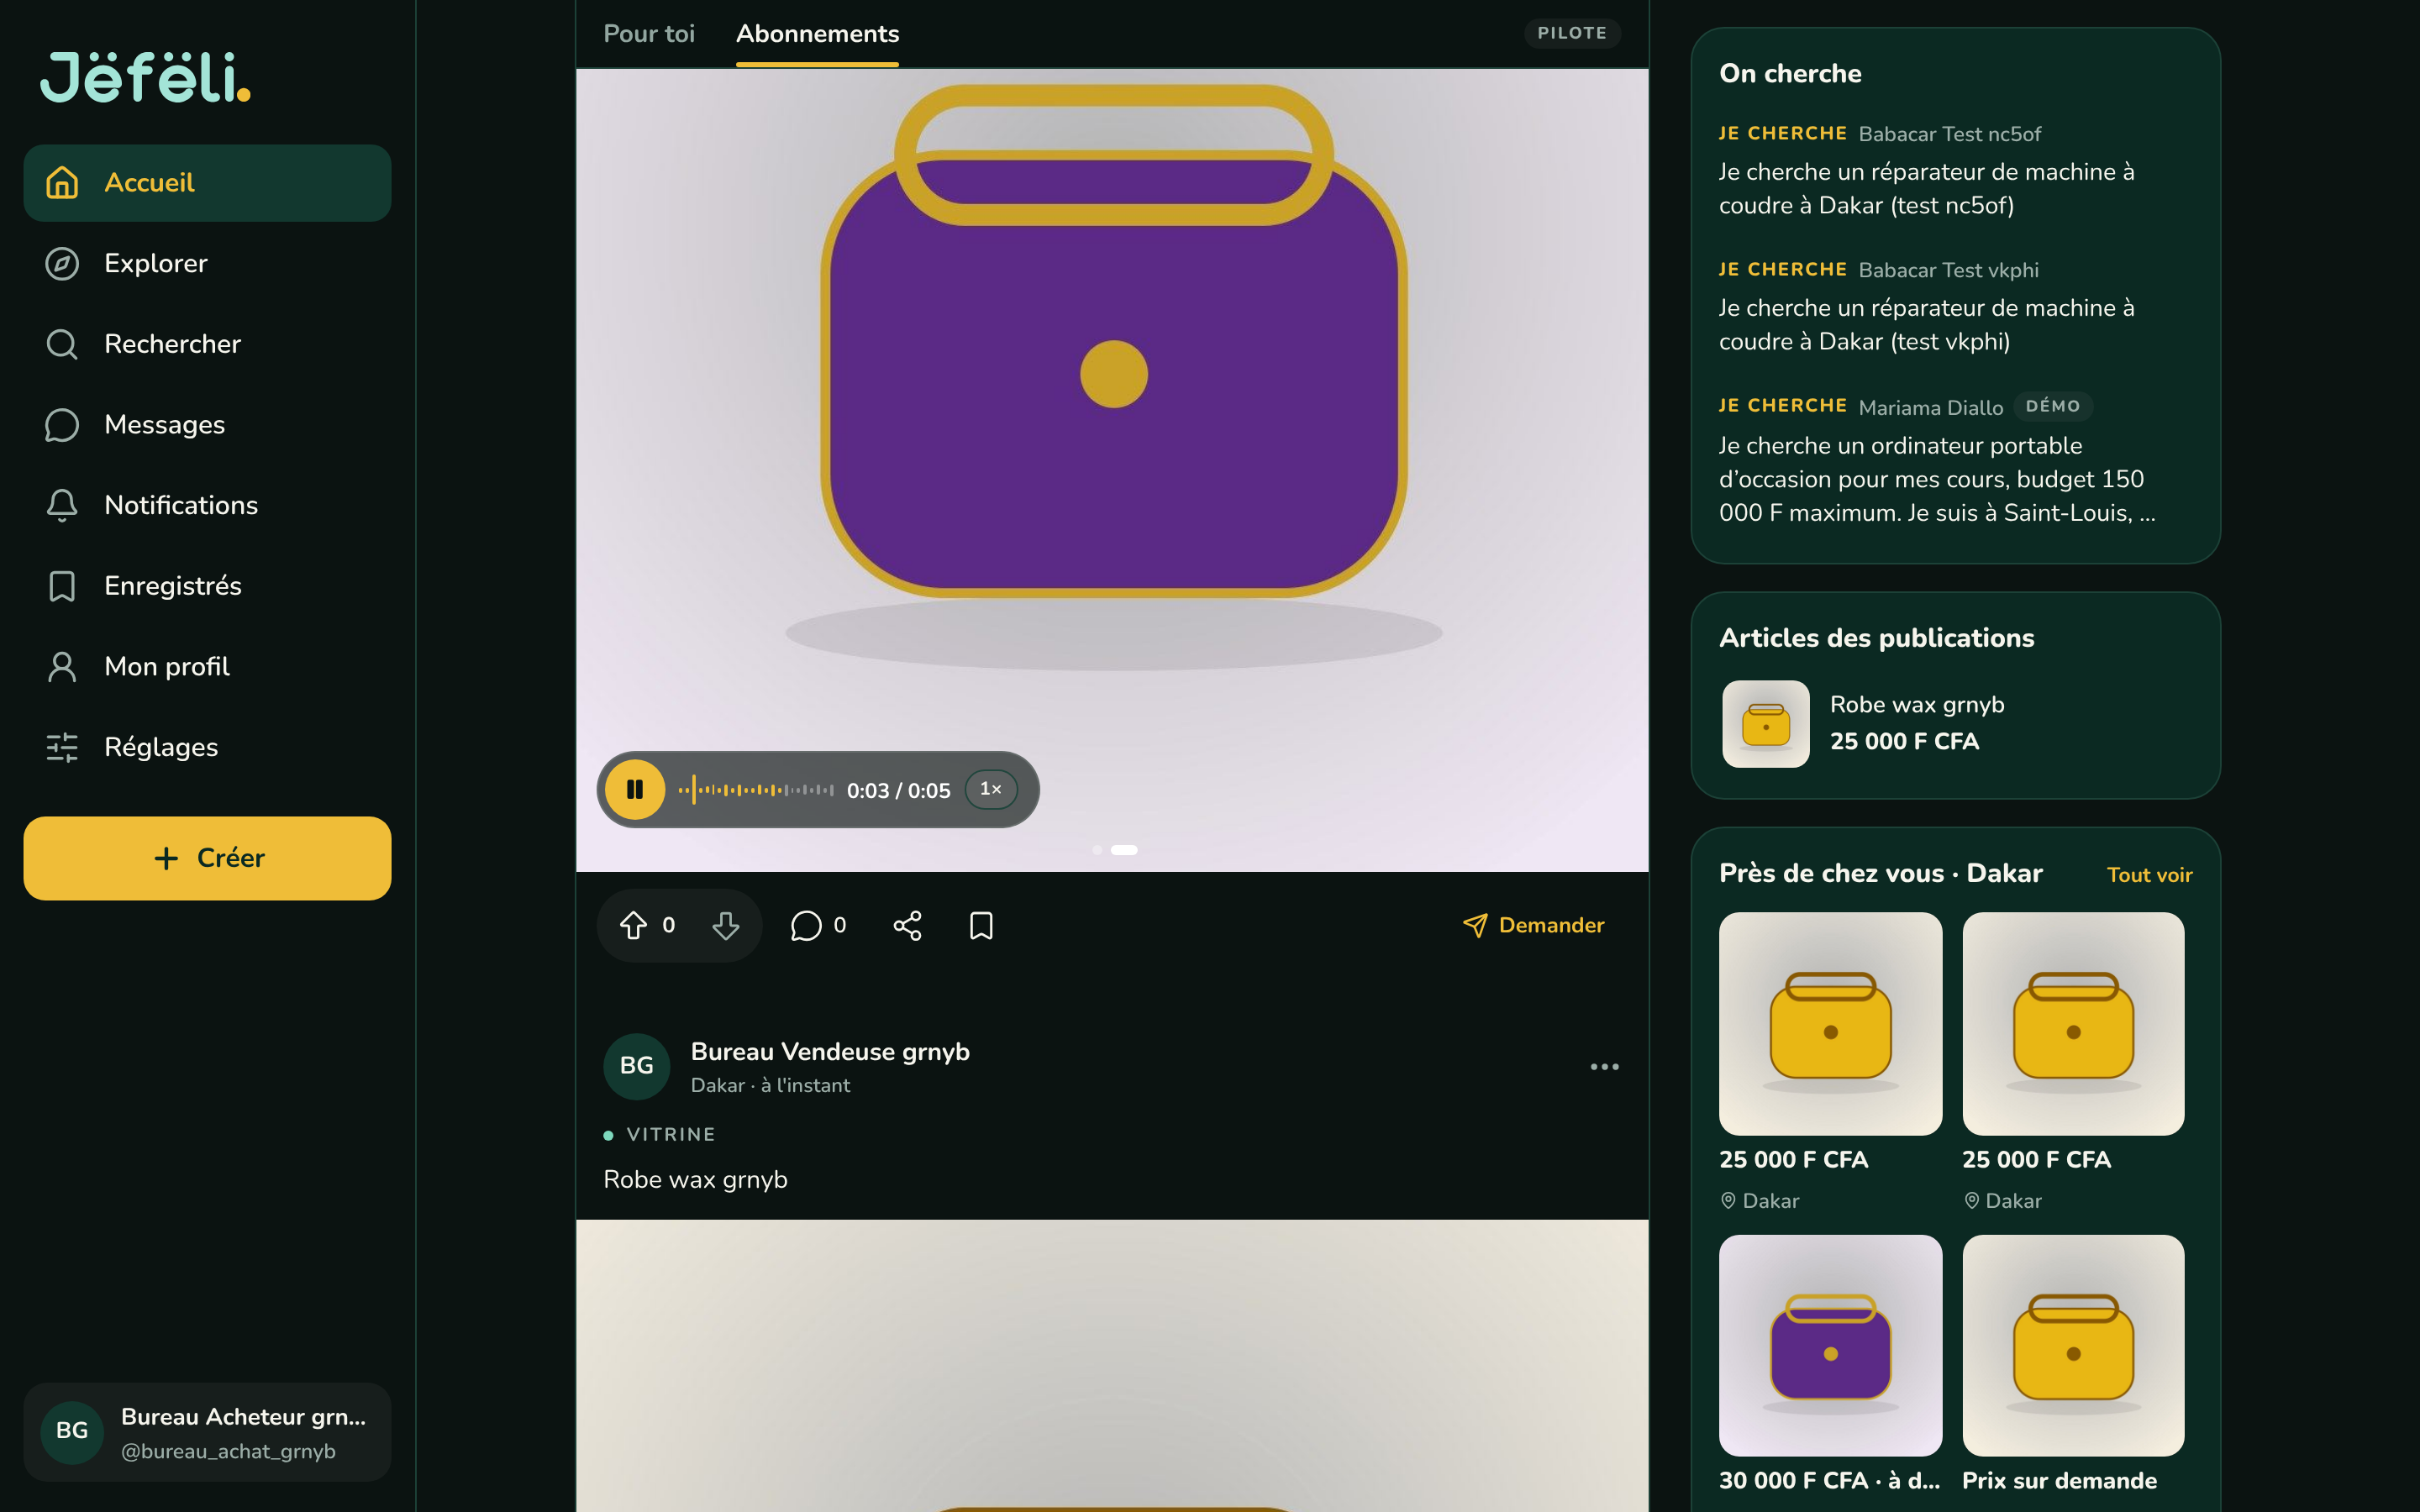 Jëfëli.
Accueil
Explorer
Rechercher
Messages
Notifications
Enregistrés
Mon profil
Réglages
+ Créer
BG
Bureau Acheteur grn...
@bureau_achat_grnyb
Pour toi
Abonnements
PILOTE
0:03 / 0:05
1×
0
0
Demander
BG
Bureau Vendeuse grnyb
Dakar · à l'instant
VITRINE
Robe wax grnyb
On cherche
JE CHERCHE Babacar Test nc5of
Je cherche un réparateur de machine à
coudre à Dakar (test nc5of)
JE CHERCHE Babacar Test vkphi
Je cherche un réparateur de machine à
coudre à Dakar (test vkphi)
JE CHERCHE Mariama Diallo DÉMO
Je cherche un ordinateur portable
d’occasion pour mes cours, budget 150
000 F maximum. Je suis à Saint-Louis, ...
Articles des publications
Robe wax grnyb
25 000 F CFA
Près de chez vous · Dakar
Tout voir
25 000 F CFA
Dakar
25 000 F CFA
Dakar
30 000 F CFA · à d...
Prix sur demande